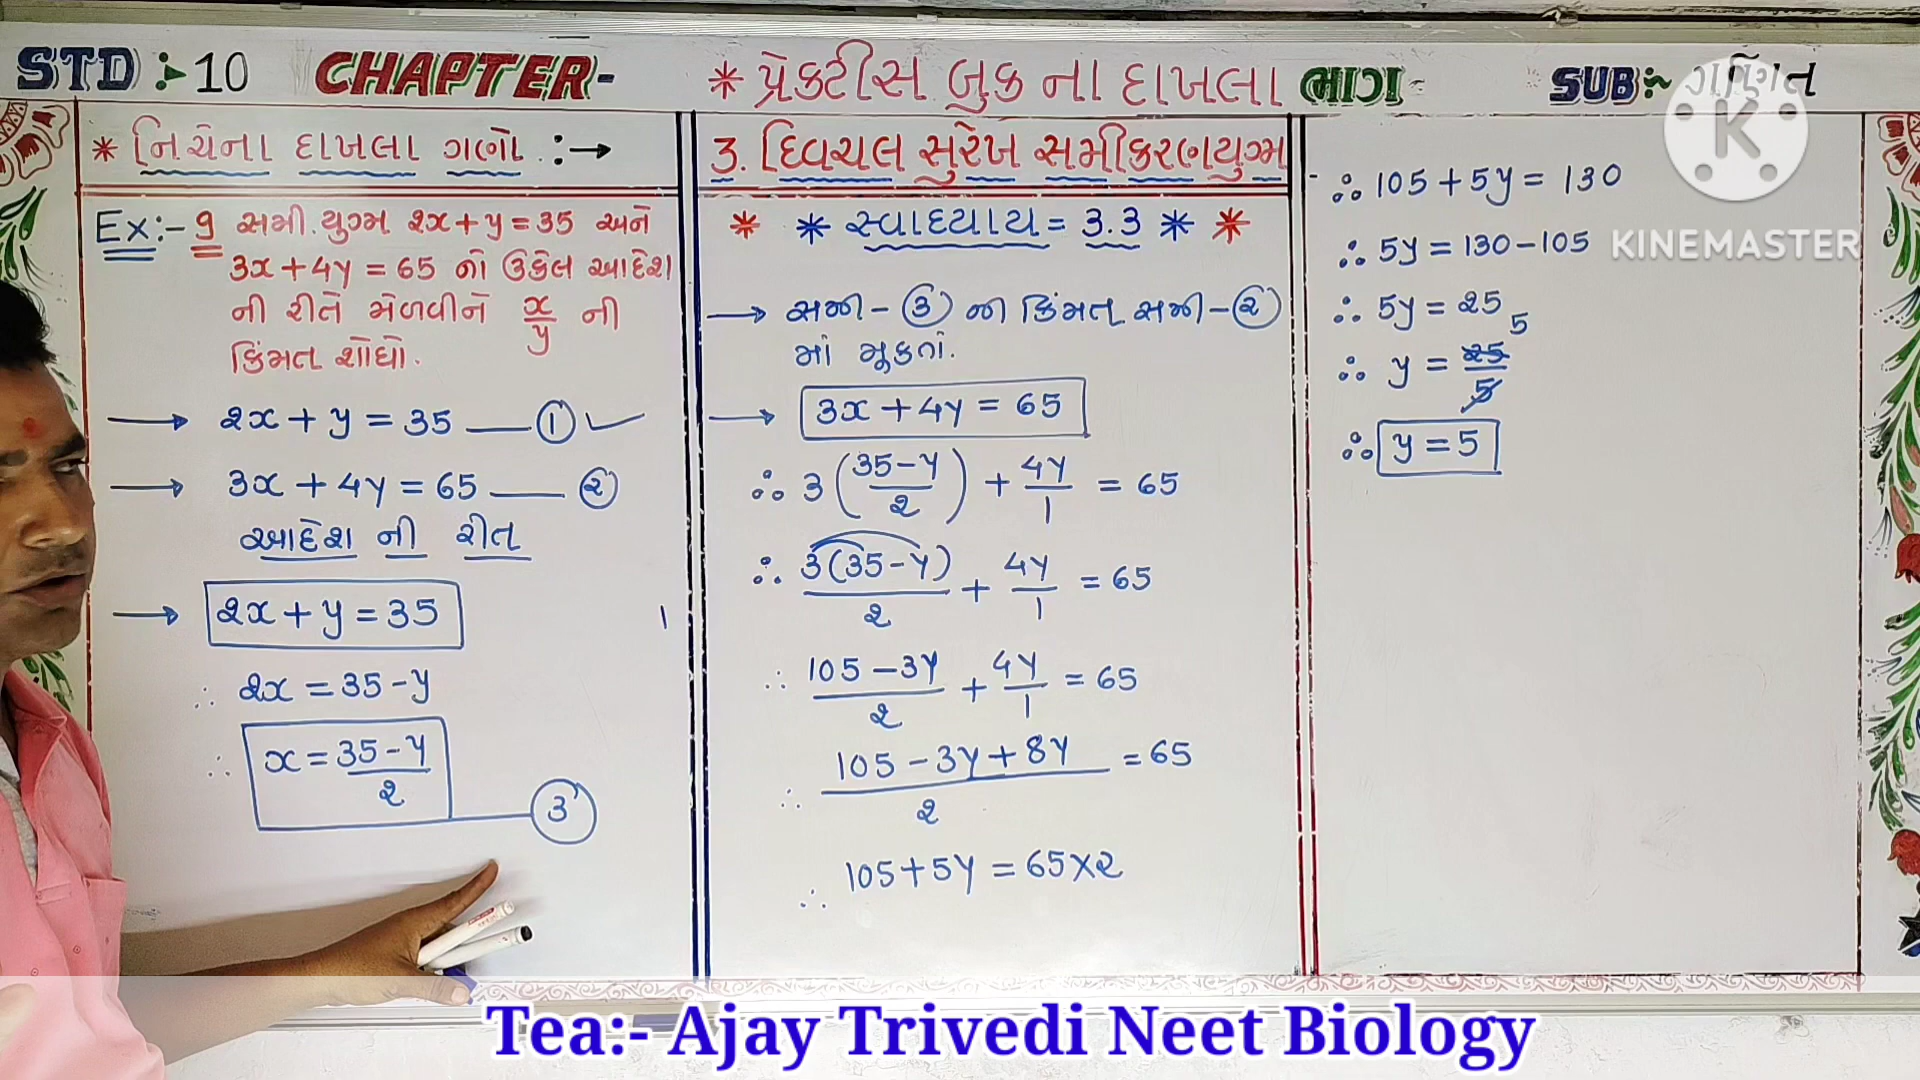 STD :- 10 CHAPTER- * પ્રેકટીસ બુક ના દાખલા ભાગ - SUB:~ ગણિત
* નિચેના દાખલા ગણો. :→
Ex:- 9 સમી.યુગ્મ 2x + y = 35 અને
3x + 4y = 65 નો ઉકેલ આદેશ
ની રીતે મેળવીને x/y ની
કિંમત શોધો.
→ 2x + y = 35 — ①
→ 3x + 4y = 65 — ②
આદેશ ની રીત
→ 2x + y = 35
∴ 2x = 35 - y
∴ x = 35 - y / 2 — ③
3. દ્વિચલ સુરેખ સમીકરણયુગ્મ
* * સ્વાધ્યાય = 3.3 * *
→ સમી - ③ ની કિંમત સમી - ②
માં મૂકતાં.
→ 3x + 4y = 65
∴ 3 (35 - y / 2) + 4y / 1 = 65
∴ 3(35 - y) / 2 + 4y / 1 = 65
∴ 105 - 3y / 2 + 4y / 1 = 65
∴ 105 - 3y + 8y / 2 = 65
∴ 105 + 5y = 65 × 2
∴ 105 + 5y = 130
∴ 5y = 130 - 105
∴ 5y = 25
∴ y = 25 / 5 5
∴ y = 5
K
KINEMASTER
Tea:- Ajay Trivedi Neet Biology